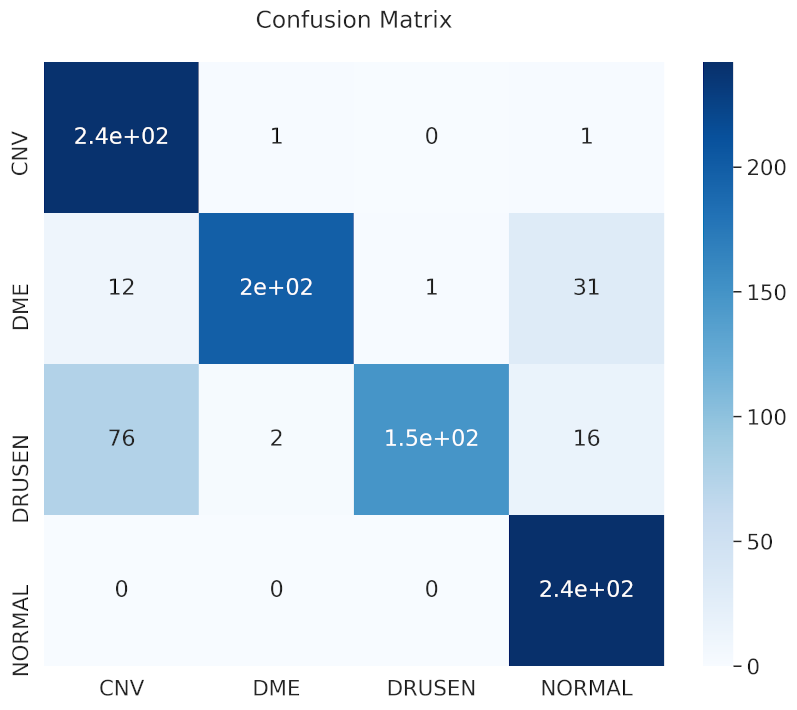 Confusion Matrix
CNV 2.4e+02 1 0 1
DME 12 2e+02 1 31
DRUSEN 76 2 1.5e+02 16
NORMAL 0 0 0 2.4e+02
CNV DME DRUSEN NORMAL
200
150
100
50
0